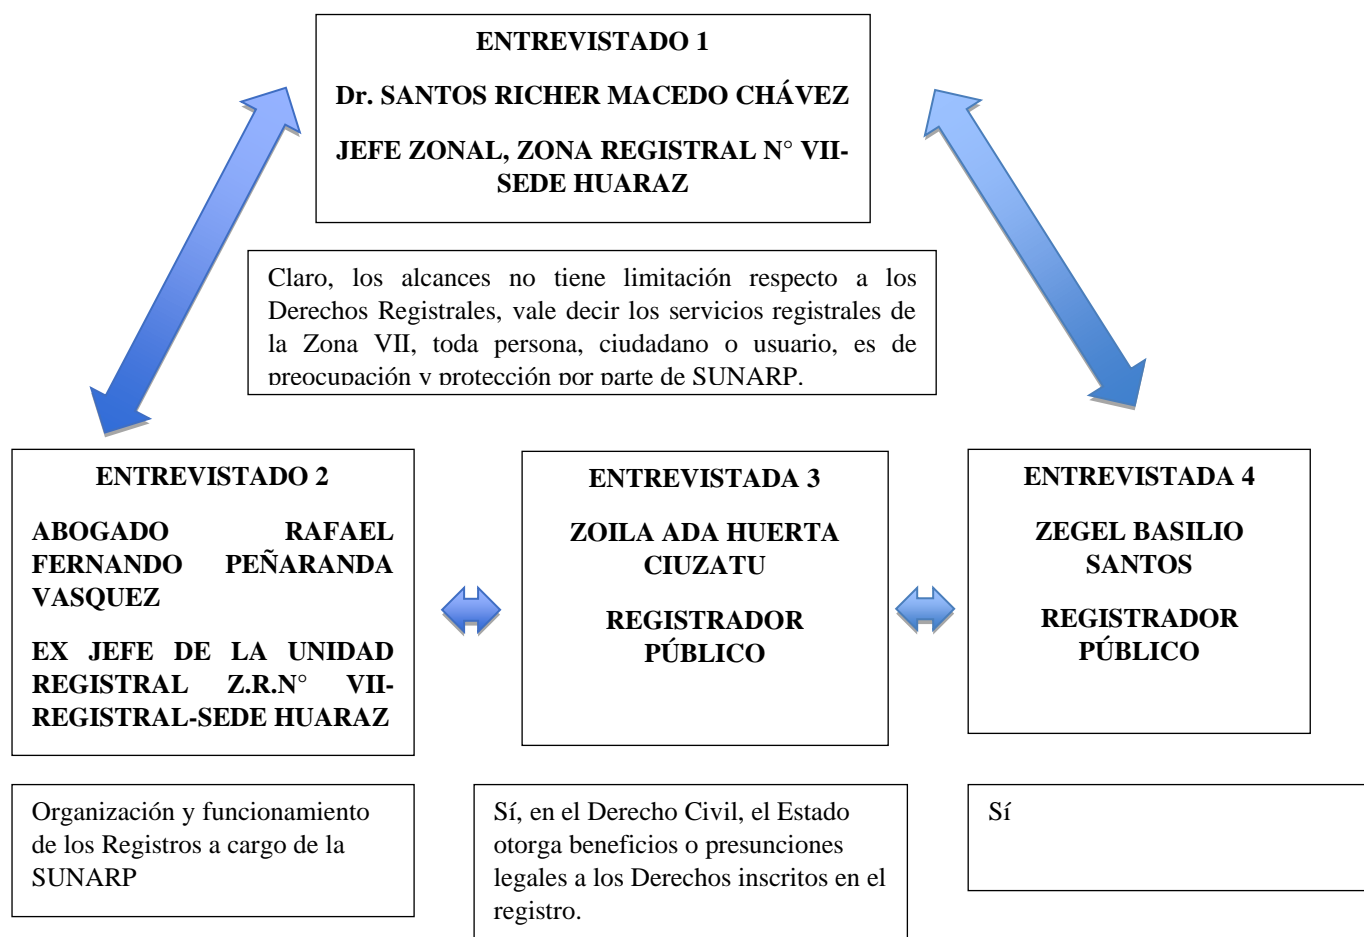 ENTREVISTADO 1
Dr. SANTOS RICHER MACEDO CHÁVEZ
JEFE ZONAL, ZONA REGISTRAL N° VII-
SEDE HUARAZ
Claro, los alcances no tiene limitación respecto a los
Derechos Registrales, vale decir los servicios registrales de
la Zona VII, toda persona, ciudadano o usuario, es de
preocupación y protección por parte de SUNARP.
ENTREVISTADO 2
ABOGADO RAFAEL
FERNANDO PEÑARANDA
VASQUEZ
EX JEFE DE LA UNIDAD
REGISTRAL Z.R.N° VII-
REGISTRAL-SEDE HUARAZ
ENTREVISTADA 3
ZOILA ADA HUERTA
CIUZATU
REGISTRADOR
PÚBLICO
ENTREVISTADA 4
ZEGEL BASILIO
SANTOS
REGISTRADOR
PÚBLICO
Organización y funcionamiento
de los Registros a cargo de la
SUNARP
Sí, en el Derecho Civil, el Estado
otorga beneficios o presunciones
legales a los Derechos inscritos en el
registro.
Sí